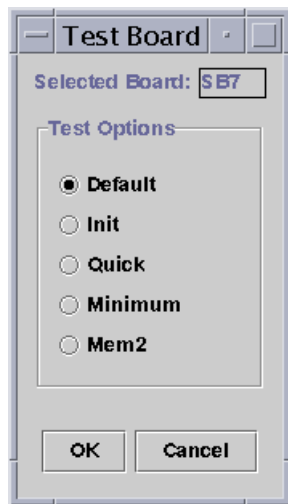 Test Board
Selected Board: SB7
Test Options
Default
Init
Quick
Minimum
Mem2
OK Cancel